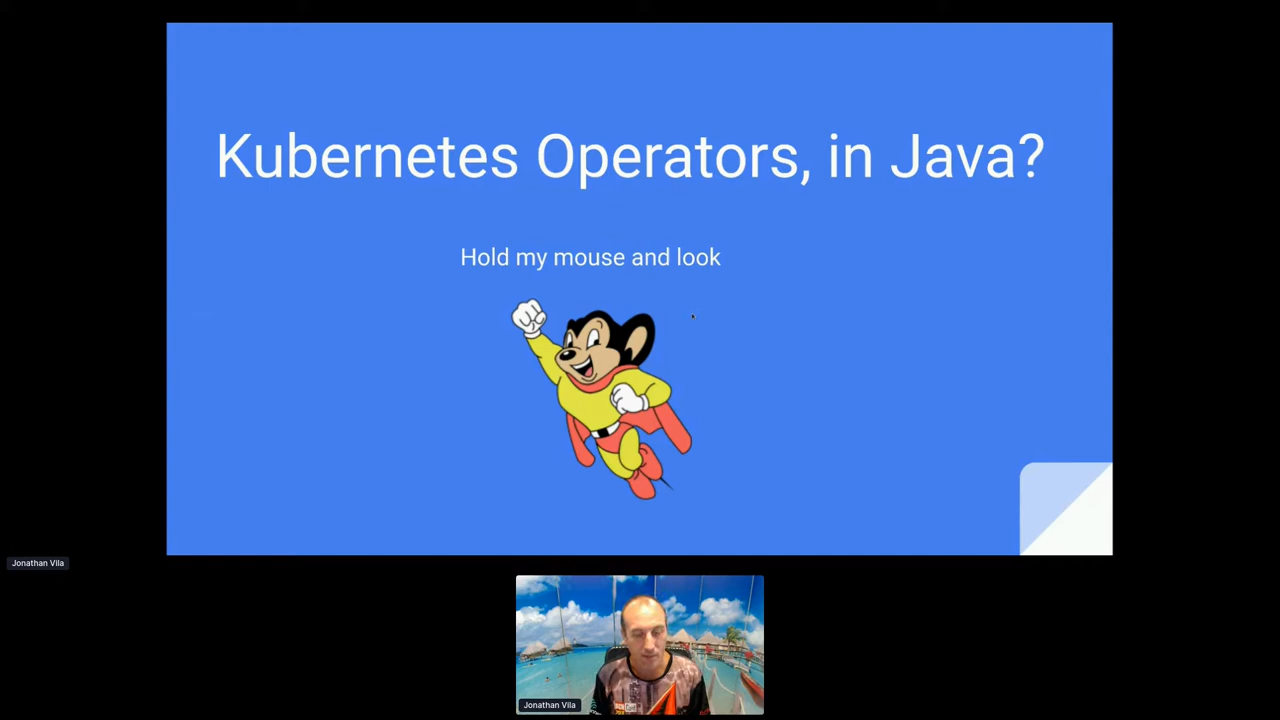 Kubernetes Operators, in Java?
Hold my mouse and look
Jonathan Vila
Jonathan Vila